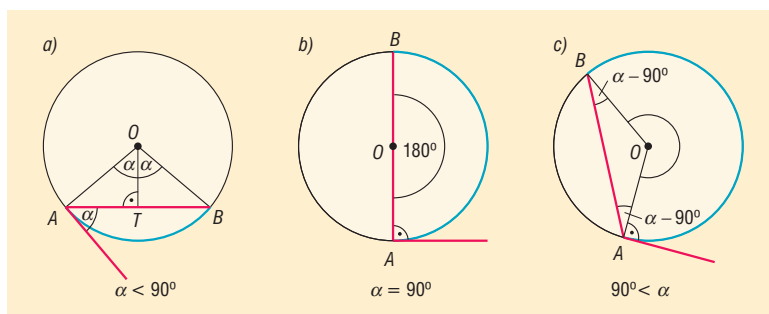 a)
O
α α
A α T B
α < 90º
b)
B
O 180º
A
α = 90º
c)
B
α – 90º
O
α – 90º
A
90º < α